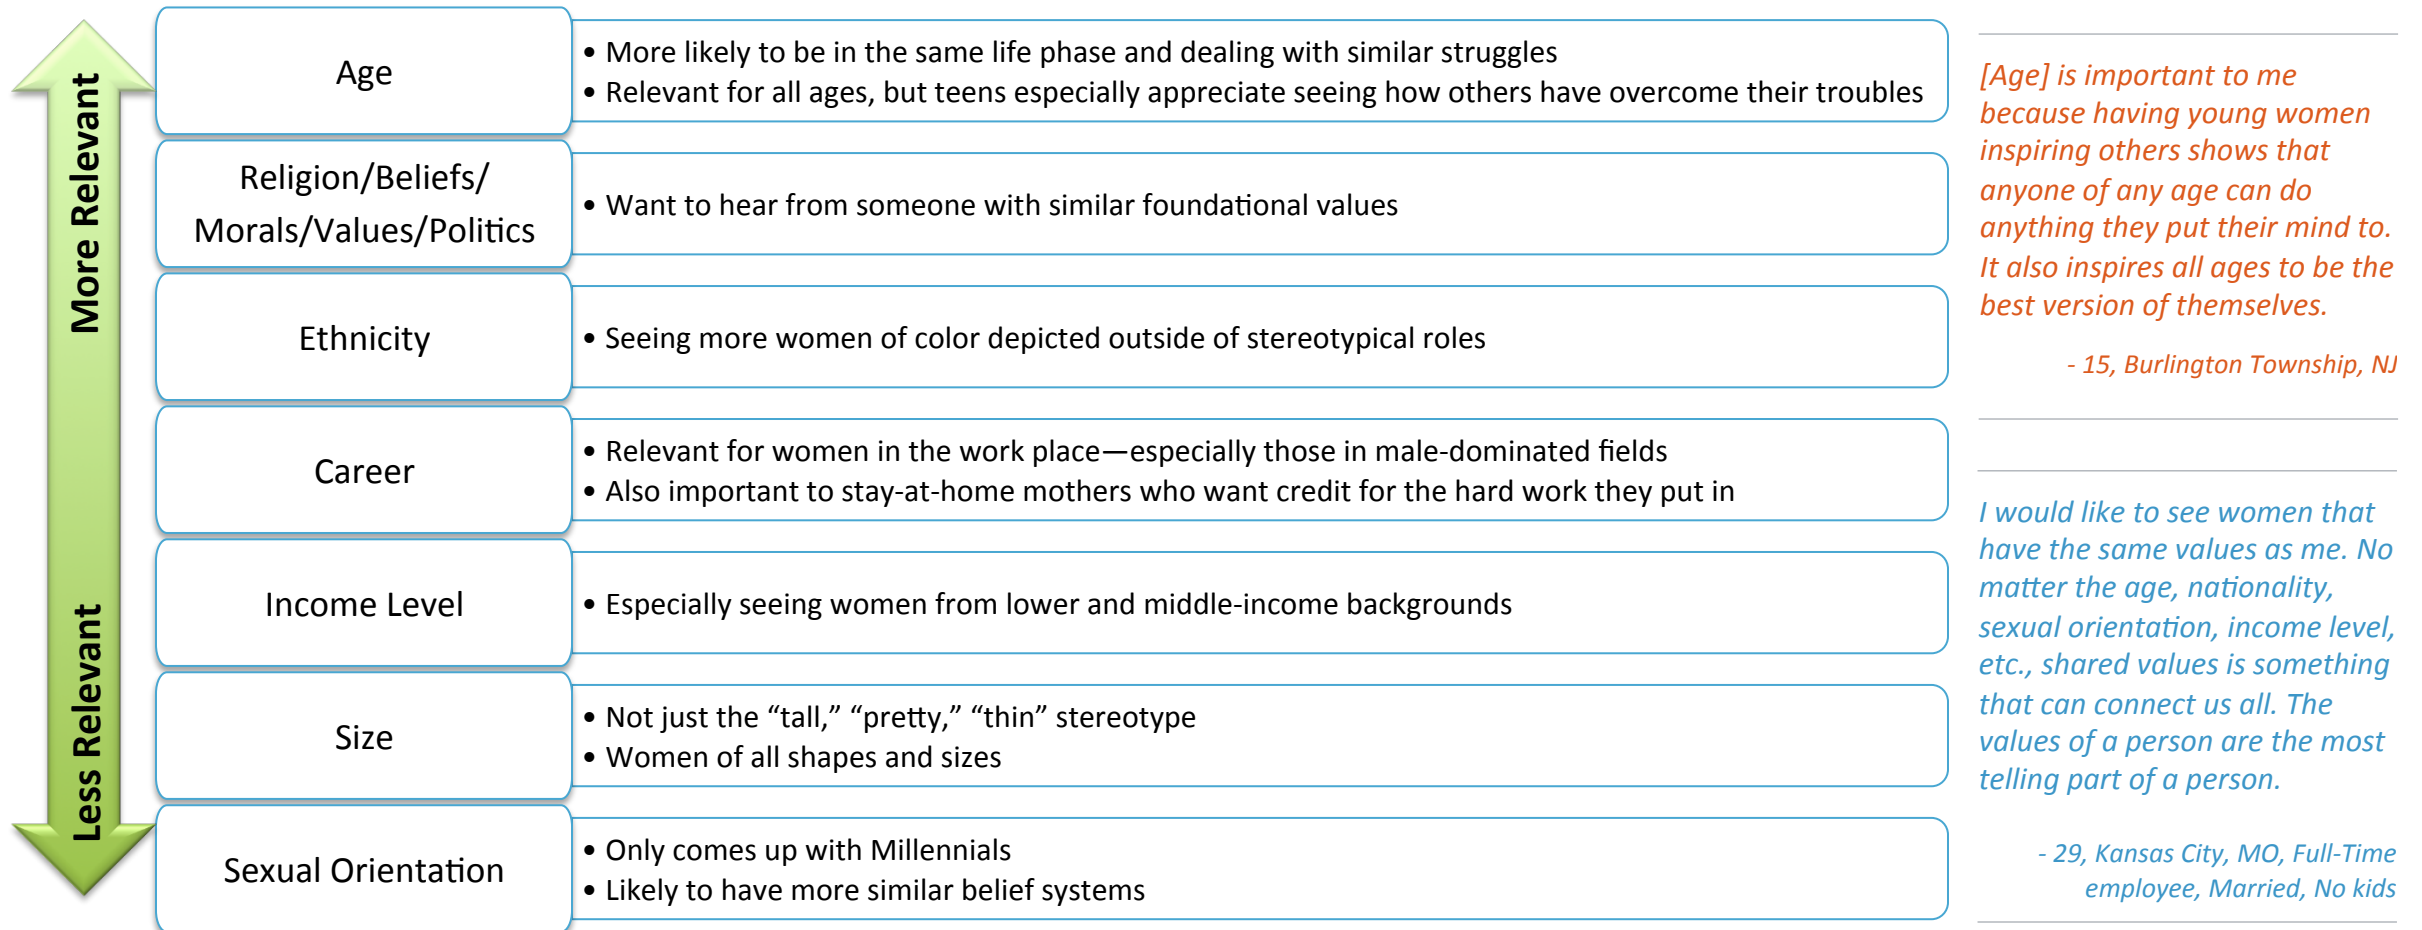 More Relevant
Less Relevant
Age
• More likely to be in the same life phase and dealing with similar struggles
• Relevant for all ages, but teens especially appreciate seeing how others have overcome their troubles
Religion/Beliefs/
Morals/Values/Politics
• Want to hear from someone with similar foundational values
Ethnicity
• Seeing more women of color depicted outside of stereotypical roles
Career
• Relevant for women in the work place—especially those in male-dominated fields
• Also important to stay-at-home mothers who want credit for the hard work they put in
Income Level
• Especially seeing women from lower and middle-income backgrounds
Size
• Not just the “tall,” “pretty,” “thin” stereotype
• Women of all shapes and sizes
Sexual Orientation
• Only comes up with Millennials
• Likely to have more similar belief systems
[Age] is important to me
because having young women
inspiring others shows that
anyone of any age can do
anything they put their mind to.
It also inspires all ages to be the
best version of themselves.
- 15, Burlington Township, NJ
I would like to see women that
have the same values as me. No
matter the age, nationality,
sexual orientation, income level,
etc., shared values is something
that can connect us all. The
values of a person are the most
telling part of a person.
- 29, Kansas City, MO, Full-Time
employee, Married, No kids